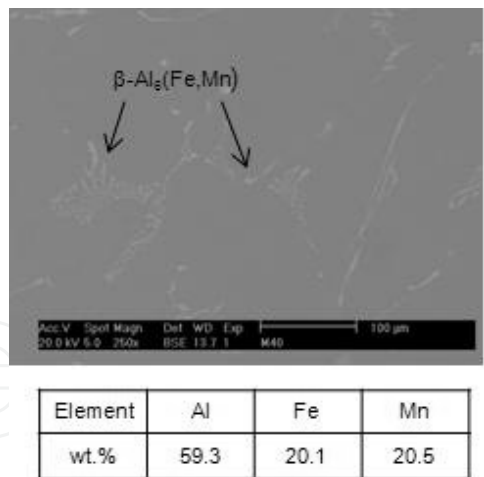 β-Al₆(Fe,Mn)
Acc.V Spot Magn Det WD Exp 100 µm
20.0 kV 5.0 250x BSE 13.7 1 M40
Element Al Fe Mn
wt.% 59.3 20.1 20.5